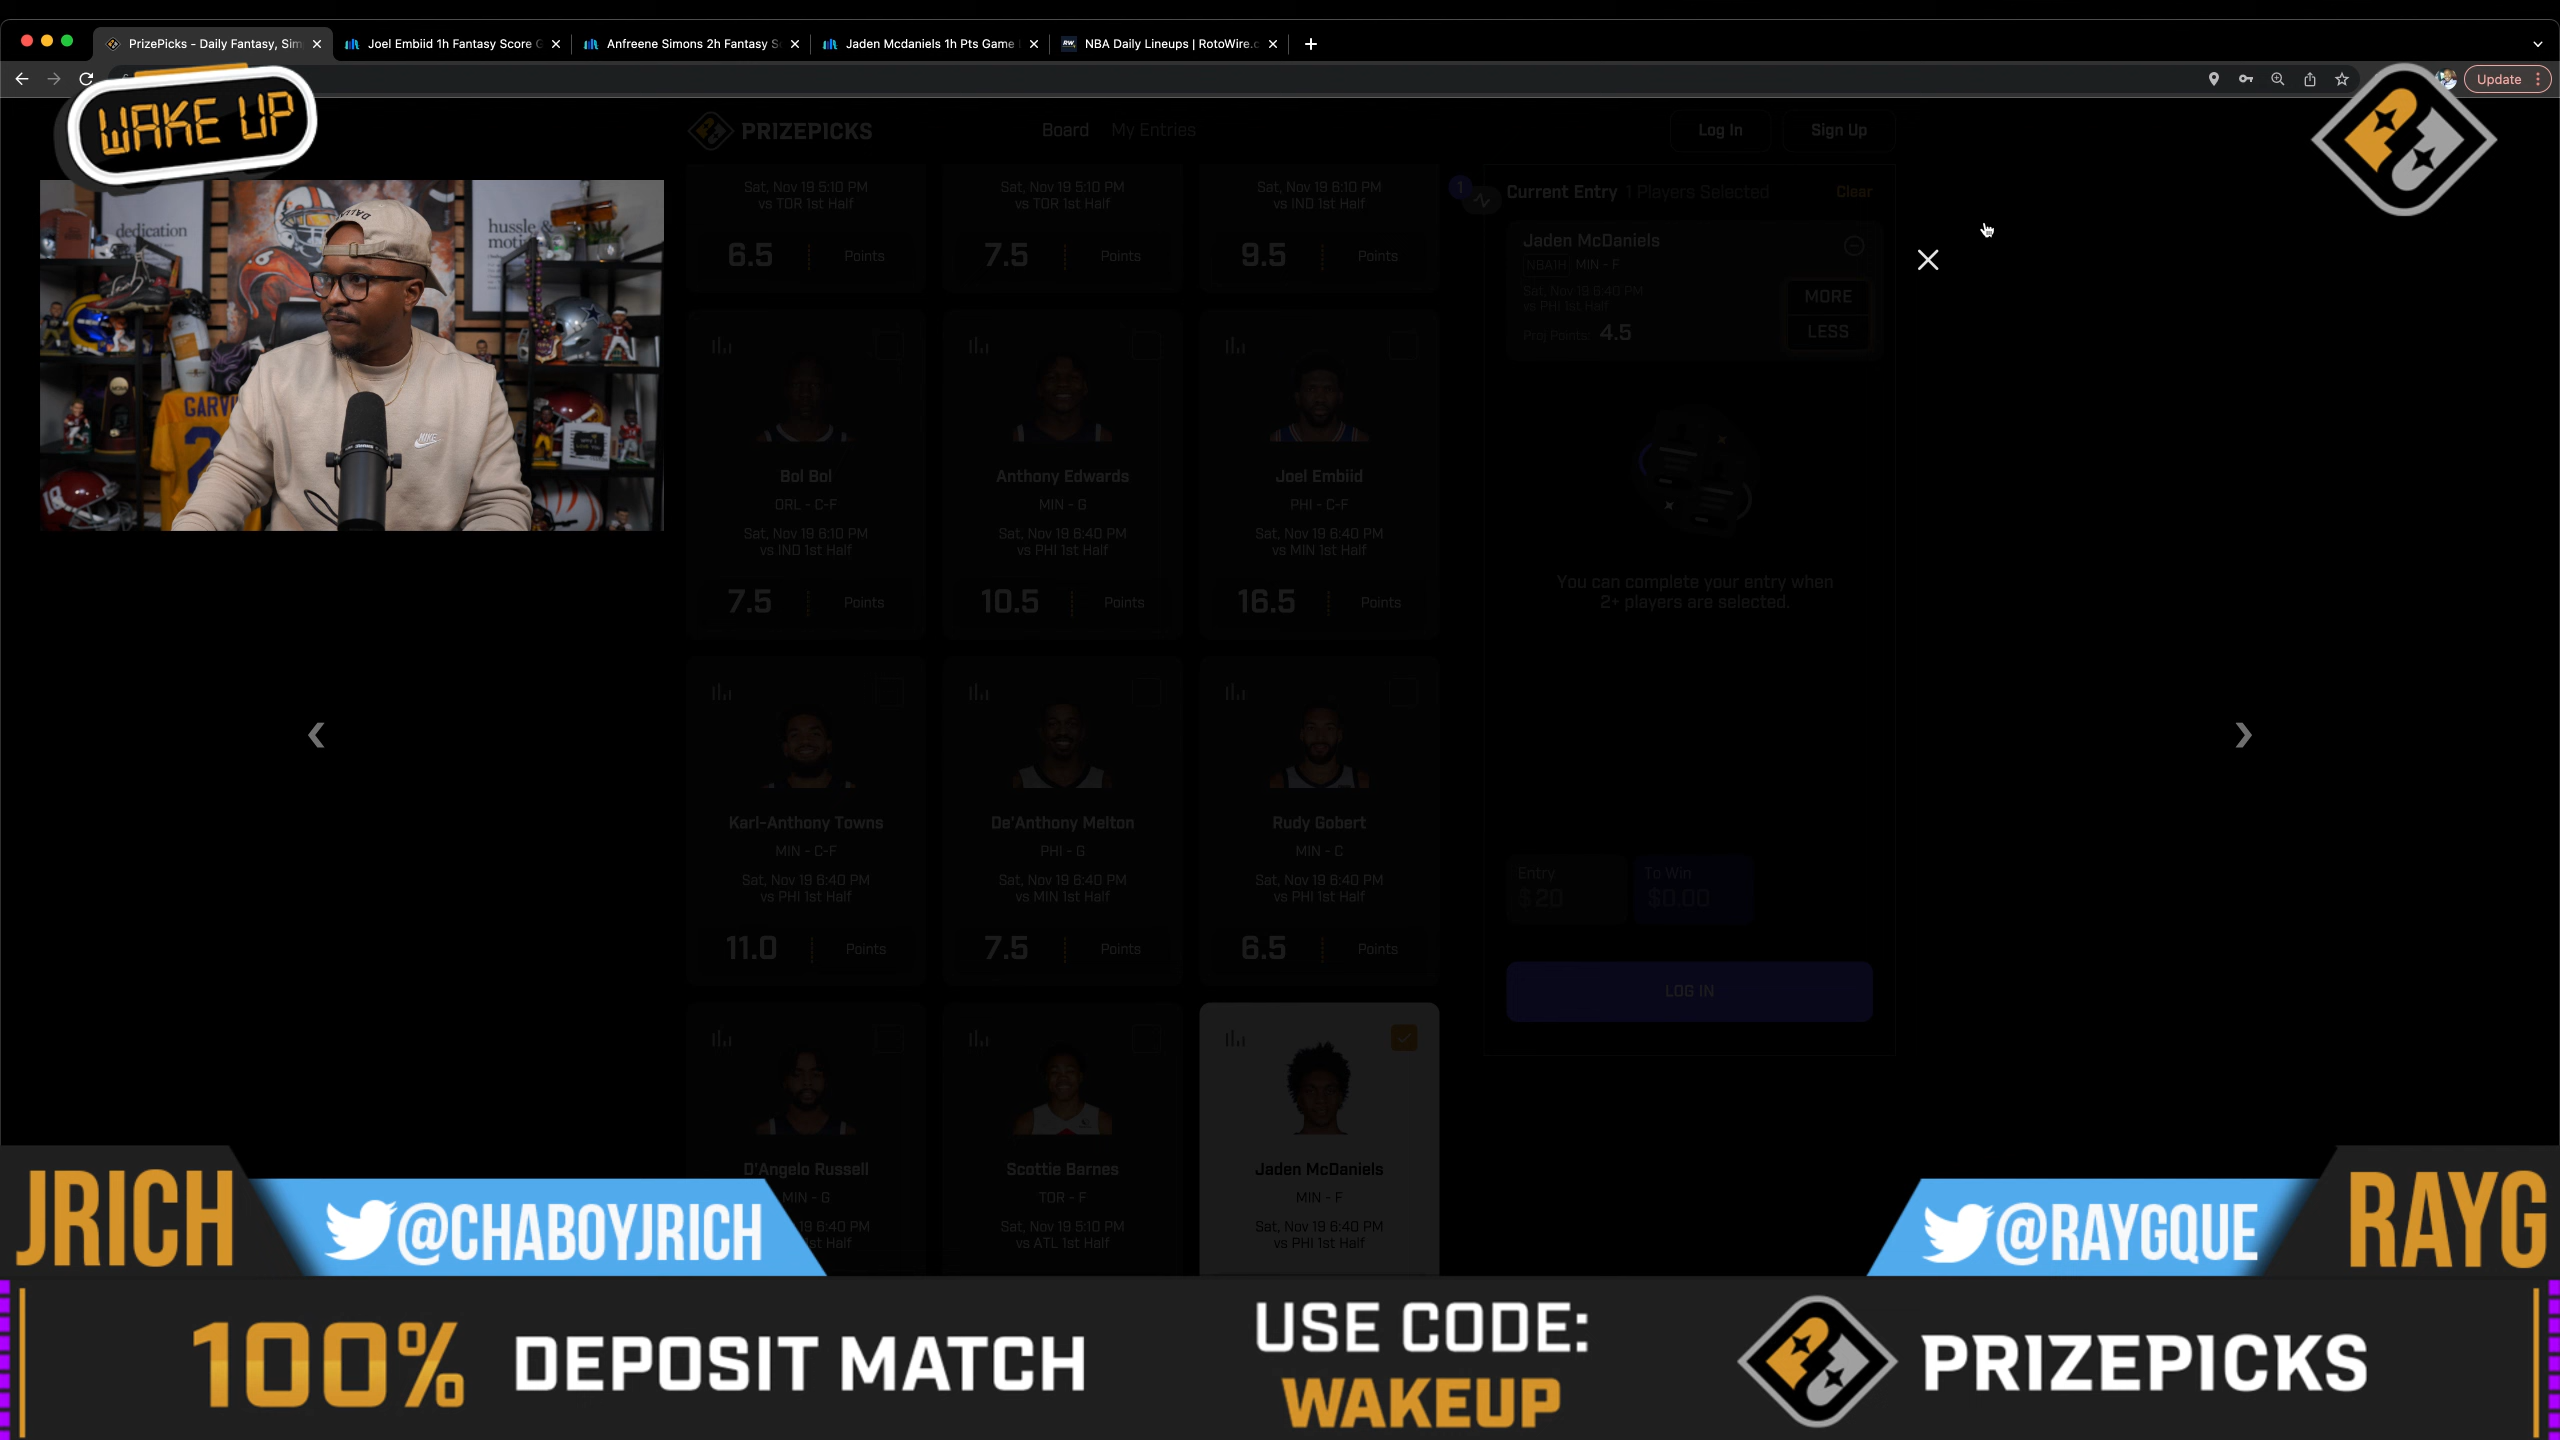 PrizePicks - Daily Fantasy, Sim
Joel Embiid 1h Fantasy Score G
Anfreene Simons 2h Fantasy S
Jaden Mcdaniels 1h Pts Game
NBA Daily Lineups | RotoWire.c
Update
WAKE UP
PRIZEPICKS
Board
My Entries
Log In
Sign Up
Sat, Nov 19 5:10 PM
vs TOR 1st Half
6.5
Points
Sat, Nov 19 5:10 PM
vs TOR 1st Half
7.5
Points
Sat, Nov 19 6:10 PM
vs IND 1st Half
9.5
Points
1
Current Entry 1 Players Selected
Clear
Jaden McDaniels
NBA1H MIN - F
Sat, Nov 19 6:40 PM
vs PHI 1st Half
Proj Points: 4.5
MORE
LESS
dedication
hussle &
GARV
NIKE
Bol Bol
ORL - C-F
Sat, Nov 19 6:10 PM
vs IND 1st Half
7.5
Points
Anthony Edwards
MIN - G
Sat, Nov 19 6:40 PM
vs PHI 1st Half
10.5
Points
Joel Embiid
PHI - C-F
Sat, Nov 19 6:40 PM
vs MIN 1st Half
16.5
Points
You can complete your entry when
2+ players are selected.
Karl-Anthony Towns
MIN - C-F
Sat, Nov 19 6:40 PM
vs PHI 1st Half
11.0
Points
De'Anthony Melton
PHI - G
Sat, Nov 19 6:40 PM
vs MIN 1st Half
7.5
Points
Rudy Gobert
MIN - C
Sat, Nov 19 6:40 PM
vs PHI 1st Half
6.5
Points
Entry
$20
To Win
$0.00
LOG IN
D'Angelo Russell
MIN - G
19 6:40 PM
st Half
Scottie Barnes
TOR - F
Sat, Nov 19 5:10 PM
vs ATL 1st Half
Jaden McDaniels
MIN - F
Sat, Nov 19 6:40 PM
vs PHI 1st Half
JRICH
@CHABOYJRICH
@RAYGQUE
RAYG
100% DEPOSIT MATCH
USE CODE:
WAKEUP
PRIZEPICKS